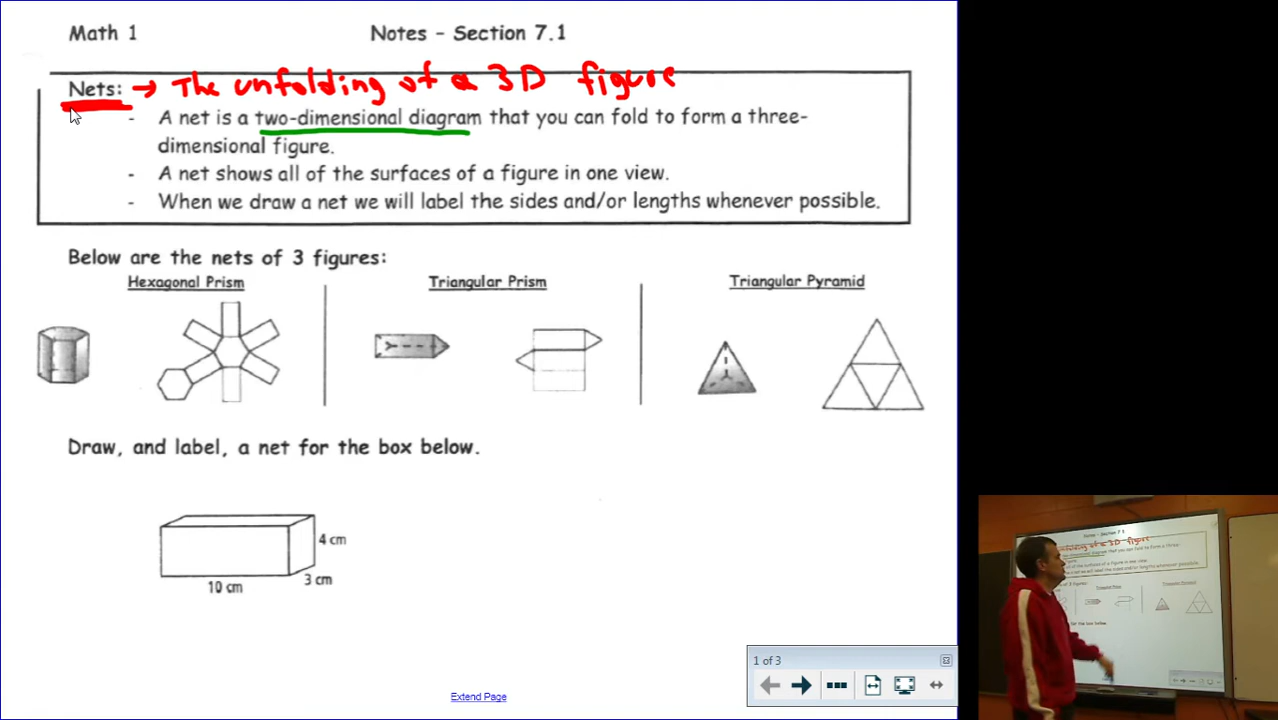 Math 1 Notes - Section 7.1
Nets: → The unfolding of a 3D figure
- A net is a two-dimensional diagram that you can fold to form a three-
dimensional figure.
- A net shows all of the surfaces of a figure in one view.
- When we draw a net we will label the sides and/or lengths whenever possible.
Below are the nets of 3 figures:
Hexagonal Prism Triangular Prism Triangular Pyramid
Draw, and label, a net for the box below.
4 cm
3 cm
10 cm
1 of 3
Extend Page